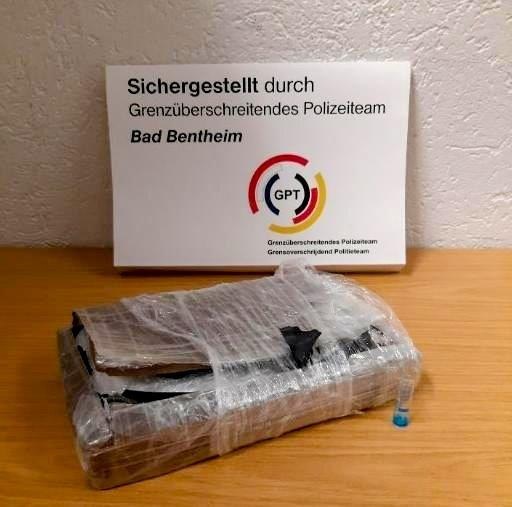 Sichergestellt durch
Grenzüberschreitendes Polizeiteam
Bad Bentheim
GPT
Grenzüberschreitendes Polizeiteam
Grensoverschrijdend Politieteam